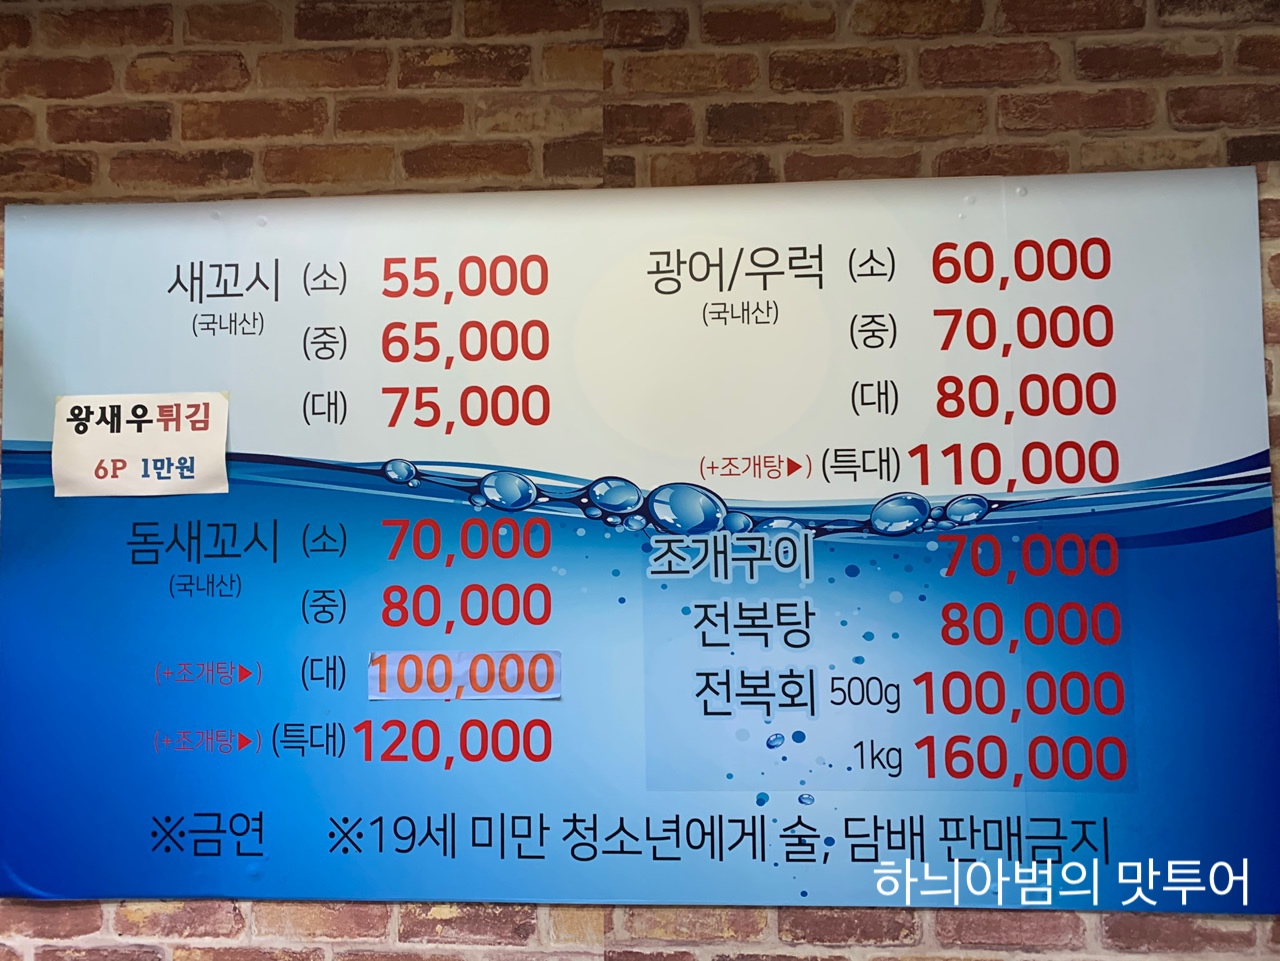 새꼬시 (소) 55,000
(국내산)
(중) 65,000
(대) 75,000
왕새우튀김
6P 1만원
돔새꼬시 (소) 70,000
(국내산)
(중) 80,000
(+조개탕▶) (대) 100,000
(+조개탕▶) (특대) 120,000
광어/우럭 (소) 60,000
(국내산)
(중) 70,000
(대) 80,000
(+조개탕▶) (특대) 110,000
조개구이 70,000
전복탕 80,000
전복회 500g 100,000
1kg 160,000
※금연 ※19세 미만 청소년에게 술, 담배 판매금지
하늬아범의 맛투어